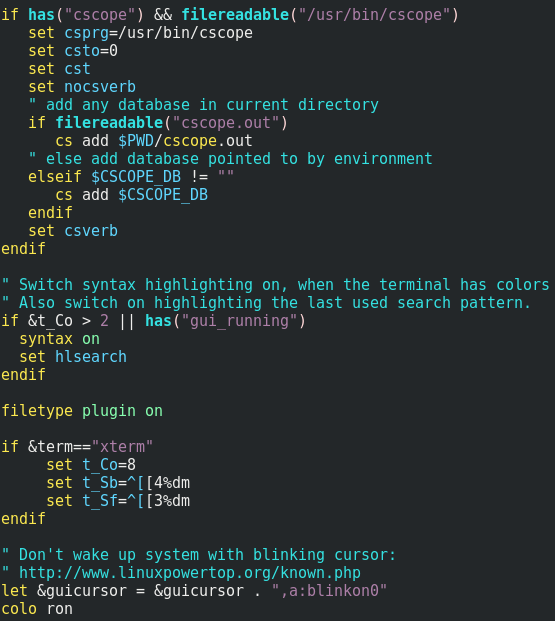 if has("cscope") && filereadable("/usr/bin/cscope")
   set csprg=/usr/bin/cscope
   set csto=0
   set cst
   set nocsverb
   " add any database in current directory
   if filereadable("cscope.out")
      cs add $PWD/cscope.out
   " else add database pointed to by environment
   elseif $CSCOPE_DB != ""
      cs add $CSCOPE_DB
   endif
   set csverb
endif

" Switch syntax highlighting on, when the terminal has colors
" Also switch on highlighting the last used search pattern.
if &t_Co > 2 || has("gui_running")
  syntax on
  set hlsearch
endif

filetype plugin on

if &term=="xterm"
     set t_Co=8
     set t_Sb=^[[4%dm
     set t_Sf=^[[3%dm
endif

" Don't wake up system with blinking cursor:
" http://www.linuxpowertop.org/known.php
let &guicursor = &guicursor . ",a:blinkon0"
colo ron